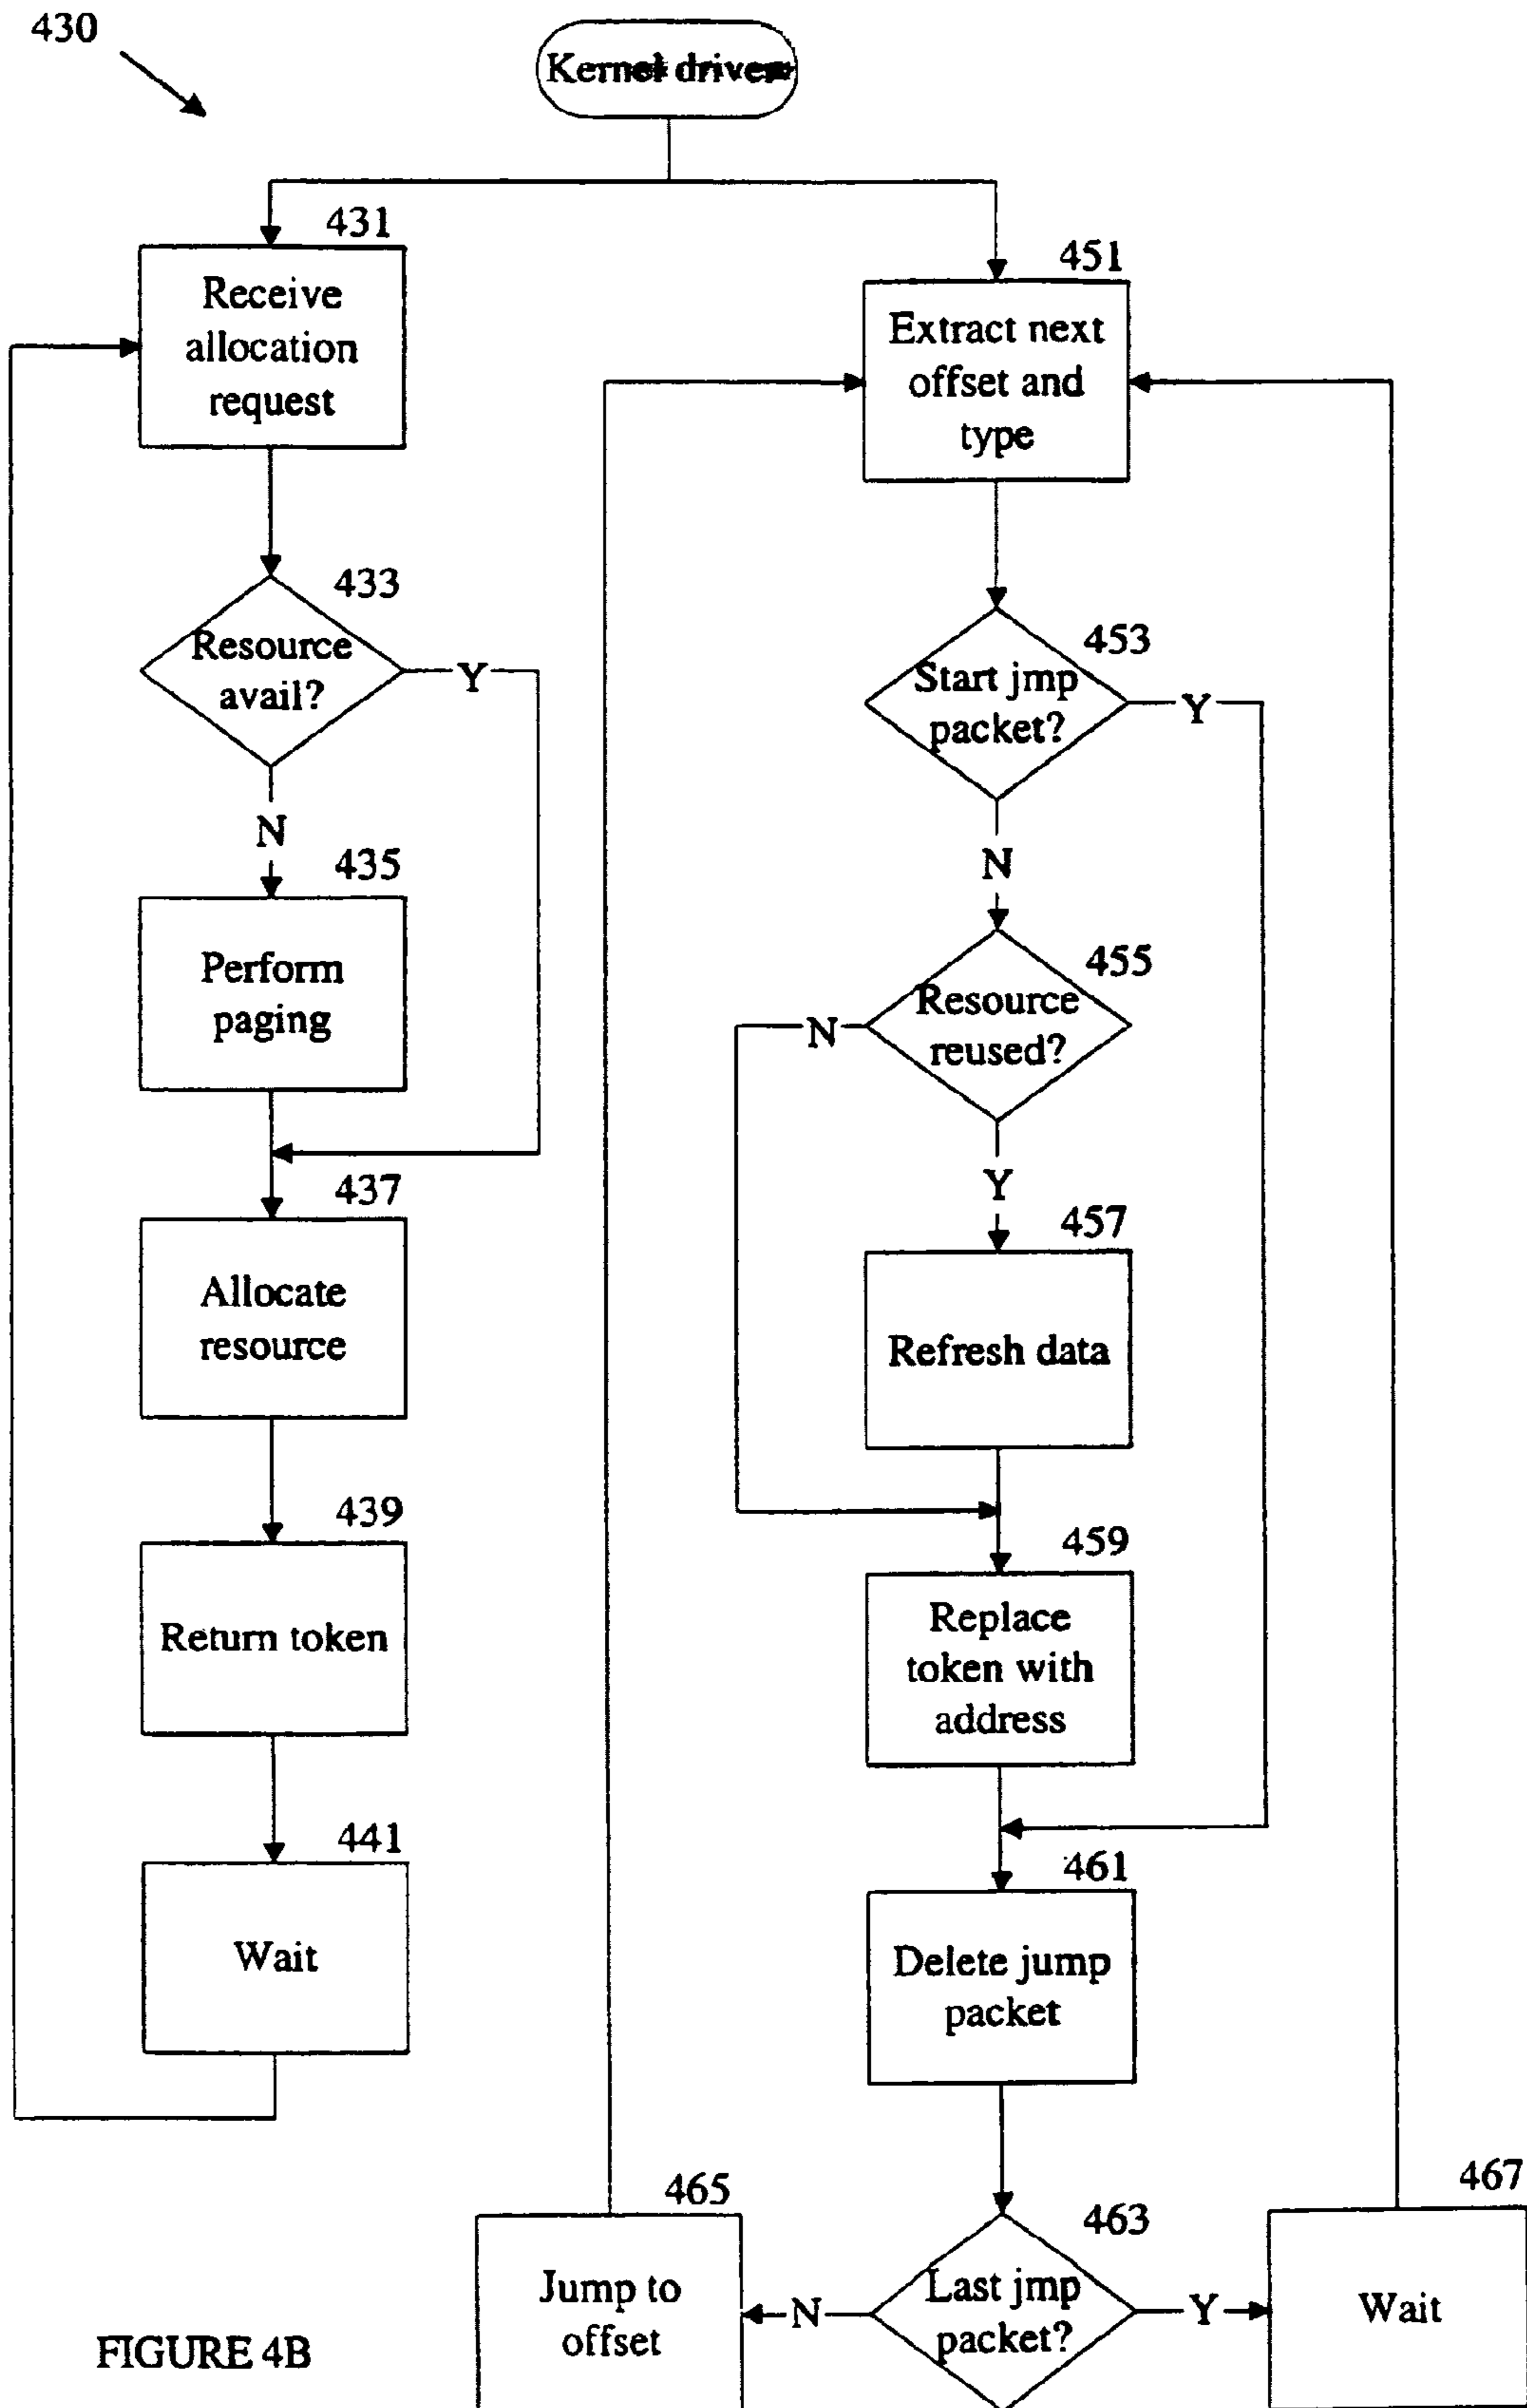 430
Kernel driver
431
Receive
allocation
request
433
Resource
avail?
Y
N
435
Perform
paging
437
Allocate
resource
439
Return token
441
Wait
451
Extract next
offset and
type
453
Start jmp
packet?
Y
N
455
Resource
reused?
N
Y
457
Refresh data
459
Replace
token with
address
461
Delete jump
packet
463
Last jmp
packet?
N
Y
465
Jump to
offset
467
Wait
FIGURE 4B